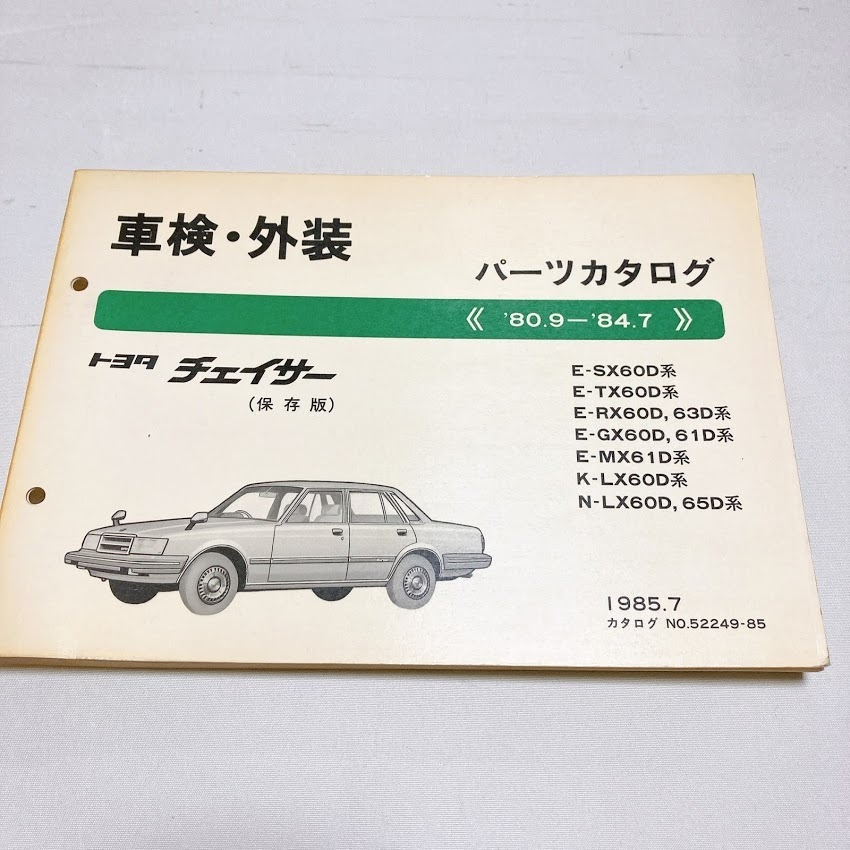 車検・外装
パーツカタログ
《 '80.9－'84.7 》
トヨタ チェイサー
（保存版）
E-SX60D系
E-TX60D系
E-RX60D, 63D系
E-GX60D, 61D系
E-MX61D系
K-LX60D系
N-LX60D, 65D系
1985.7
カタログ NO.52249-85